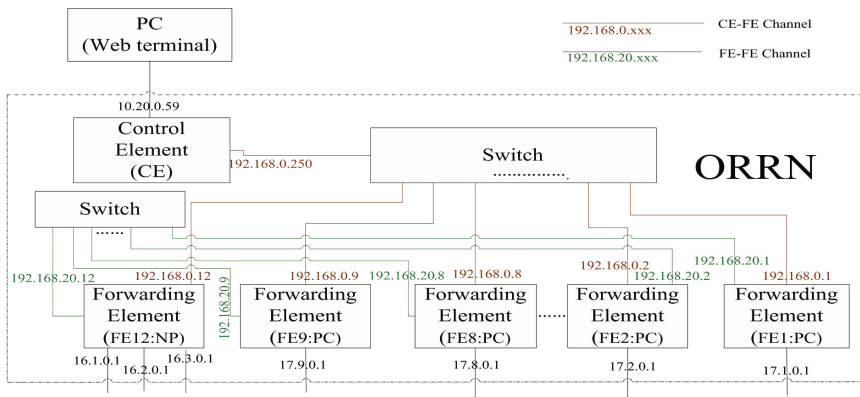 PC
(Web terminal)
192.168.0.xxx
CE-FE Channel
192.168.20.xxx
FE-FE Channel
10.20.0.59
Control
Element
(CE)
192.168.0.250
Switch
................
ORRN
Switch
......
192.168.20.12
192.168.0.12
192.168.20.9
192.168.0.9
192.168.20.8
192.168.0.8
192.168.0.2
192.168.20.2
192.168.20.1
192.168.0.1
Forwarding
Element
(FE12:NP)
Forwarding
Element
(FE9:PC)
Forwarding
Element
(FE8:PC)
......
Forwarding
Element
(FE2:PC)
Forwarding
Element
(FE1:PC)
16.1.0.1
16.2.0.1
16.3.0.1
17.9.0.1
17.8.0.1
17.2.0.1
17.1.0.1